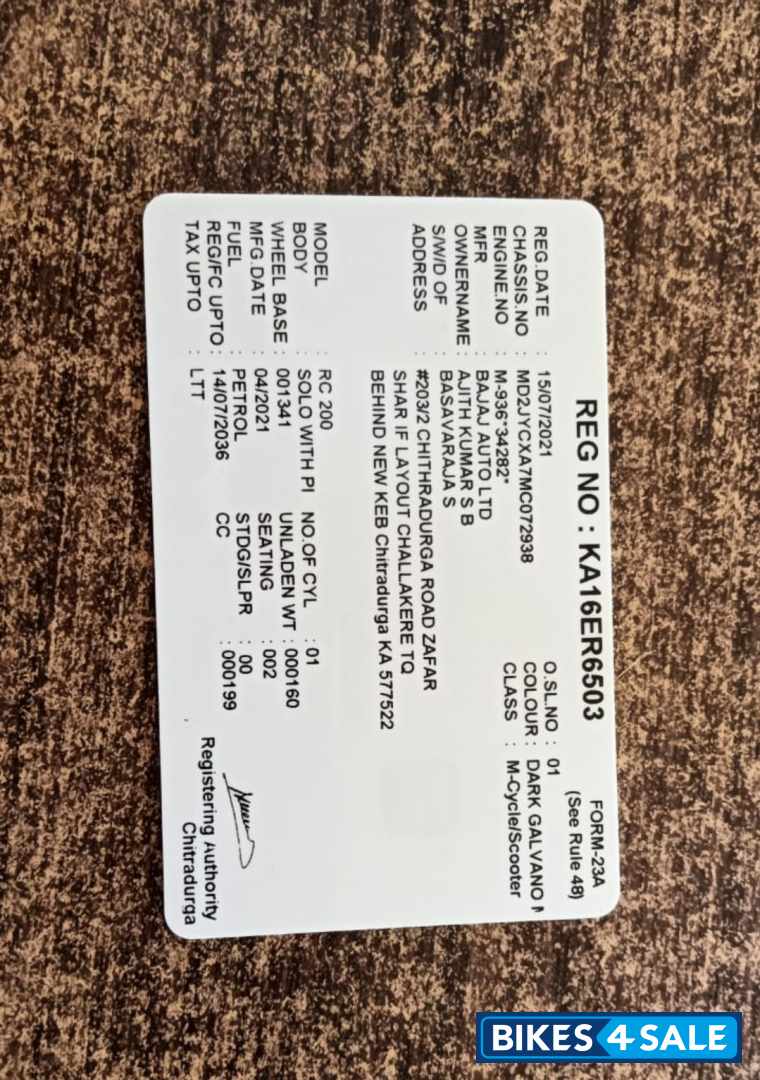 FORM-23A
(See Rule 48)
REG NO : KA16ER6503
REG.DATE : 15/07/2021 O.SL.NO : 01
CHASSIS.NO : MD2JYCXA7MC072938 COLOUR : DARK GALVANO
ENGINE.NO : M-936*34282* CLASS : M-Cycle/Scooter
MFR : BAJAJ AUTO LTD
OWNERNAME : AJITH KUMAR S B
S/W/D OF : BASAVARAJA S
ADDRESS : #203/2 CHITHRADURGA ROAD ZAFAR
SHAR IF LAYOUT CHALLAKERE TQ
BEHIND NEW KEB Chitradurga KA 577522
MODEL : RC 200 NO.OF CYL : 01
BODY : SOLO WITH PI UNLADEN WT : 000160
WHEEL BASE : 001341 SEATING : 002
MFG.DATE : 04/2021 STDG/SLPR : 00
FUEL : PETROL CC : 000199
REG/FC UPTO : 14/07/2036
TAX UPTO : LTT
Registering Authority
Chitradurga
BIKES4SALE